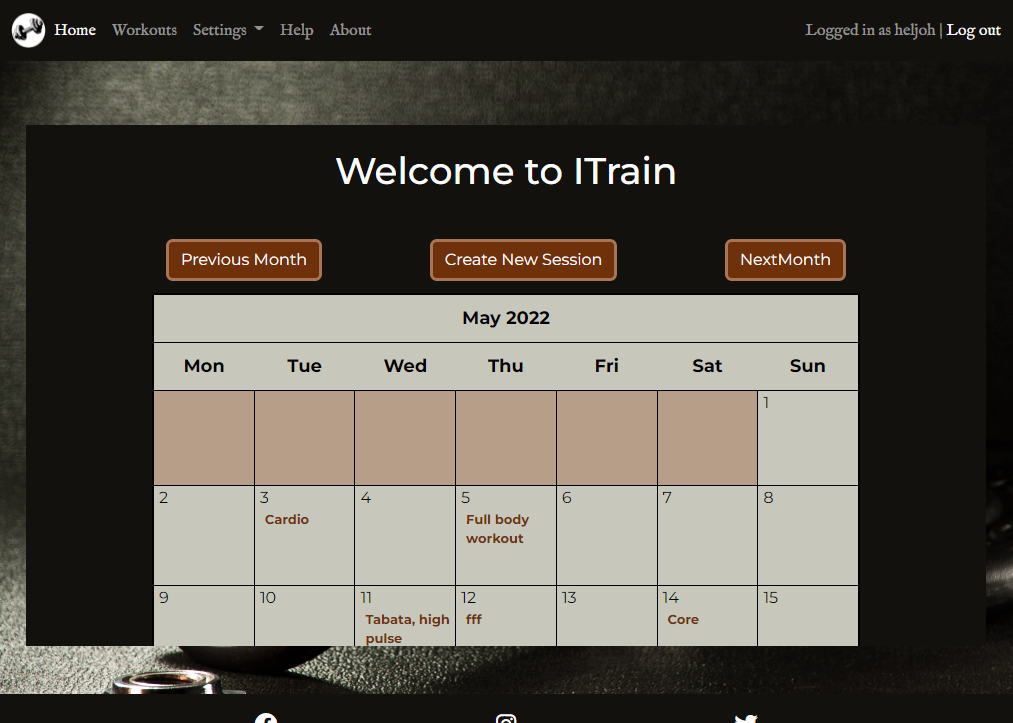 Home Workouts Settings Help About Logged in as heljoh | Log out
Welcome to ITrain
Previous Month Create New Session NextMonth
May 2022
Mon Tue Wed Thu Fri Sat Sun
1
2 3 4 5 6 7 8
Cardio Full body
workout
9 10 11 12 13 14 15
Tabata, high fff Core
pulse